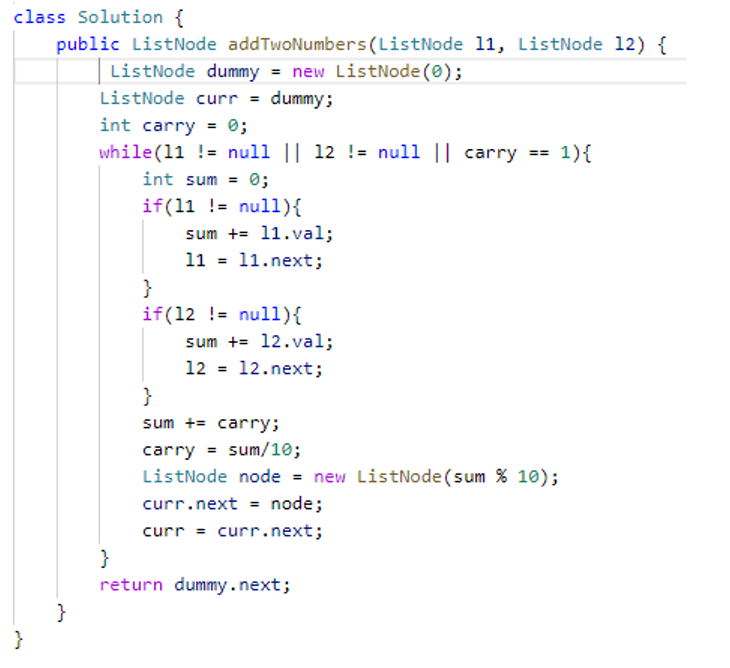 class Solution {
    public ListNode addTwoNumbers(ListNode l1, ListNode l2) {
         ListNode dummy = new ListNode(0);
        ListNode curr = dummy;
        int carry = 0;
        while(l1 != null || l2 != null || carry == 1){
            int sum = 0;
            if(l1 != null){
                sum += l1.val;
                l1 = l1.next;
            }
            if(l2 != null){
                sum += l2.val;
                l2 = l2.next;
            }
            sum += carry;
            carry = sum/10;
            ListNode node = new ListNode(sum % 10);
            curr.next = node;
            curr = curr.next;
        }
        return dummy.next;
    }
}